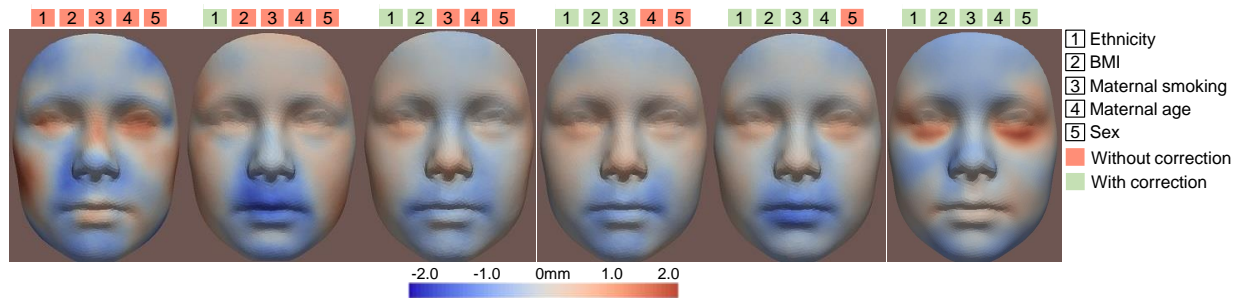 1 2 3 4 5 1 2 3 4 5 1 2 3 4 5 1 2 3 4 5 1 2 3 4 5 1 2 3 4 5
1 Ethnicity
2 BMI
3 Maternal smoking
4 Maternal age
5 Sex
Without correction
With correction
-2.0 -1.0 0mm 1.0 2.0